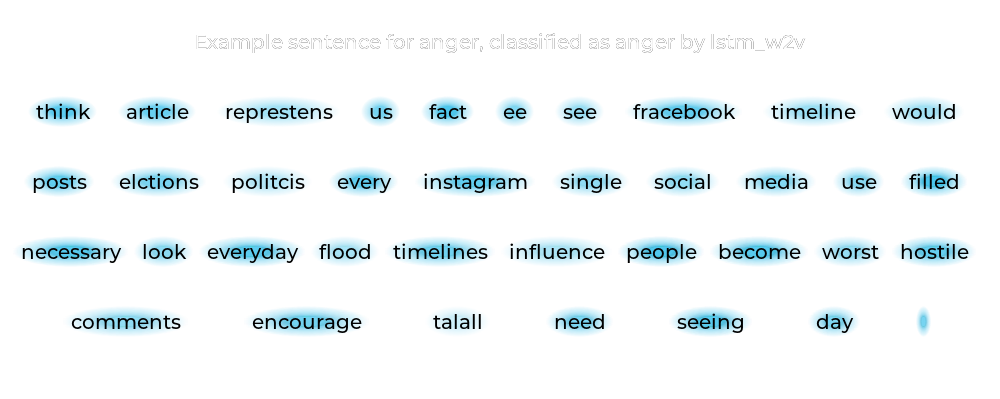 Example sentence for anger, classified as anger by lstm_w2v
think article represtens us fact ee see fracebook timeline would
posts elctions politcis every instagram single social media use filled
necessary look everyday flood timelines influence people become worst hostile
comments encourage talall need seeing day